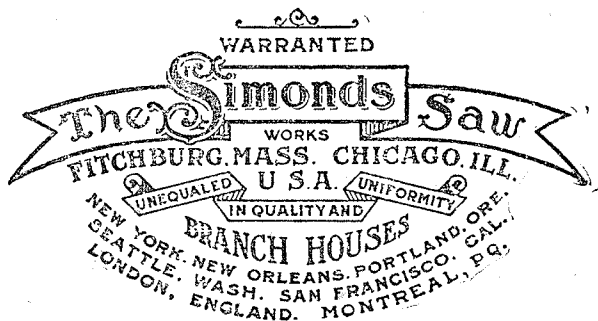 WARRANTED
The Simonds Saw
WORKS
FITCHBURG, MASS. CHICAGO, ILL.
U.S.A.
UNEQUALED IN QUALITY AND UNIFORMITY
BRANCH HOUSES
NEW YORK. NEW ORLEANS. PORTLAND, ORE.
SEATTLE, WASH. SAN FRANCISCO, CAL.
LONDON, ENGLAND. MONTREAL, PQ.